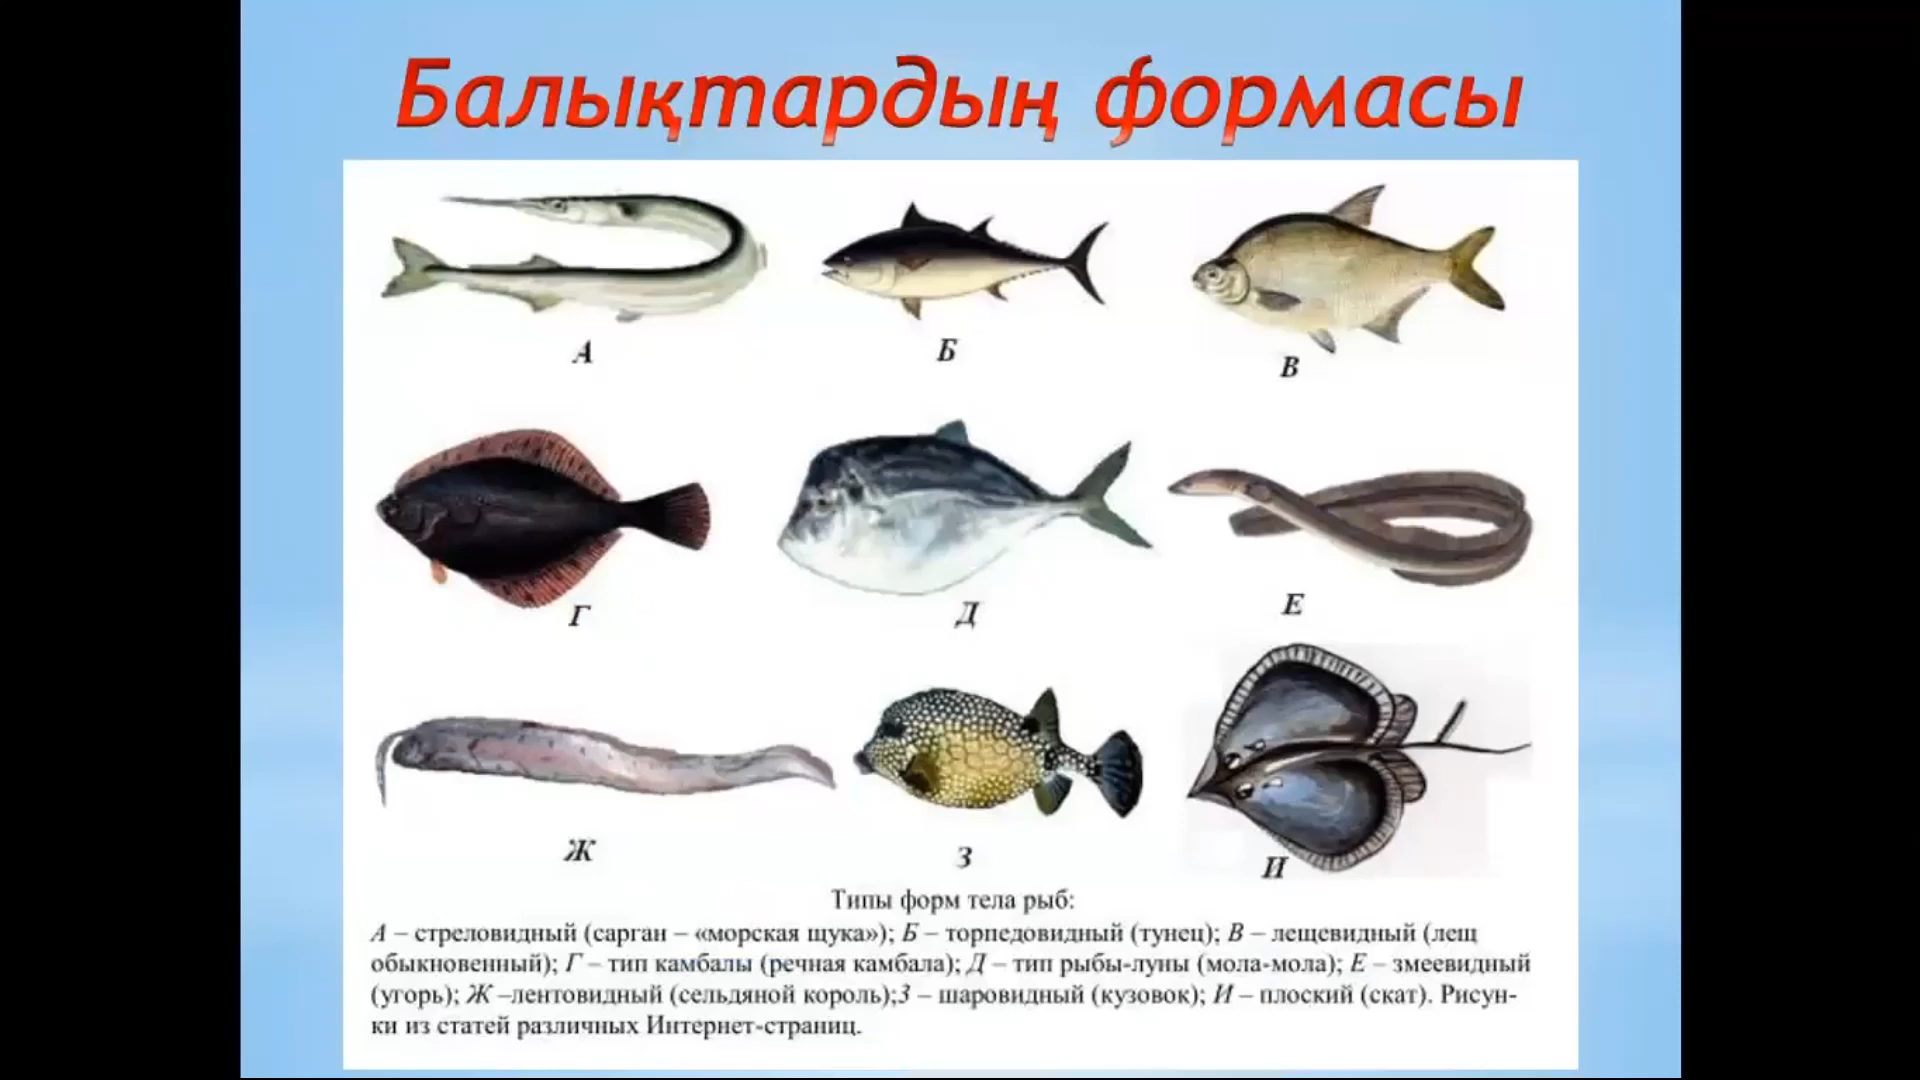 Балықтардың формасы
А
Б
В
Г
Д
Е
Ж
З
И
Типы форм тела рыб:
А – стреловидный (сарган – «морская щука»); Б – торпедовидный (тунец); В – лещевидный (лещ
обыкновенный); Г – тип камбалы (речная камбала); Д – тип рыбы-луны (мола-мола); Е – змеевидный
(угорь); Ж –лентовидный (сельдяной король);З – шаровидный (кузовок); И – плоский (скат). Рисун-
ки из статей различных Интернет-страниц.